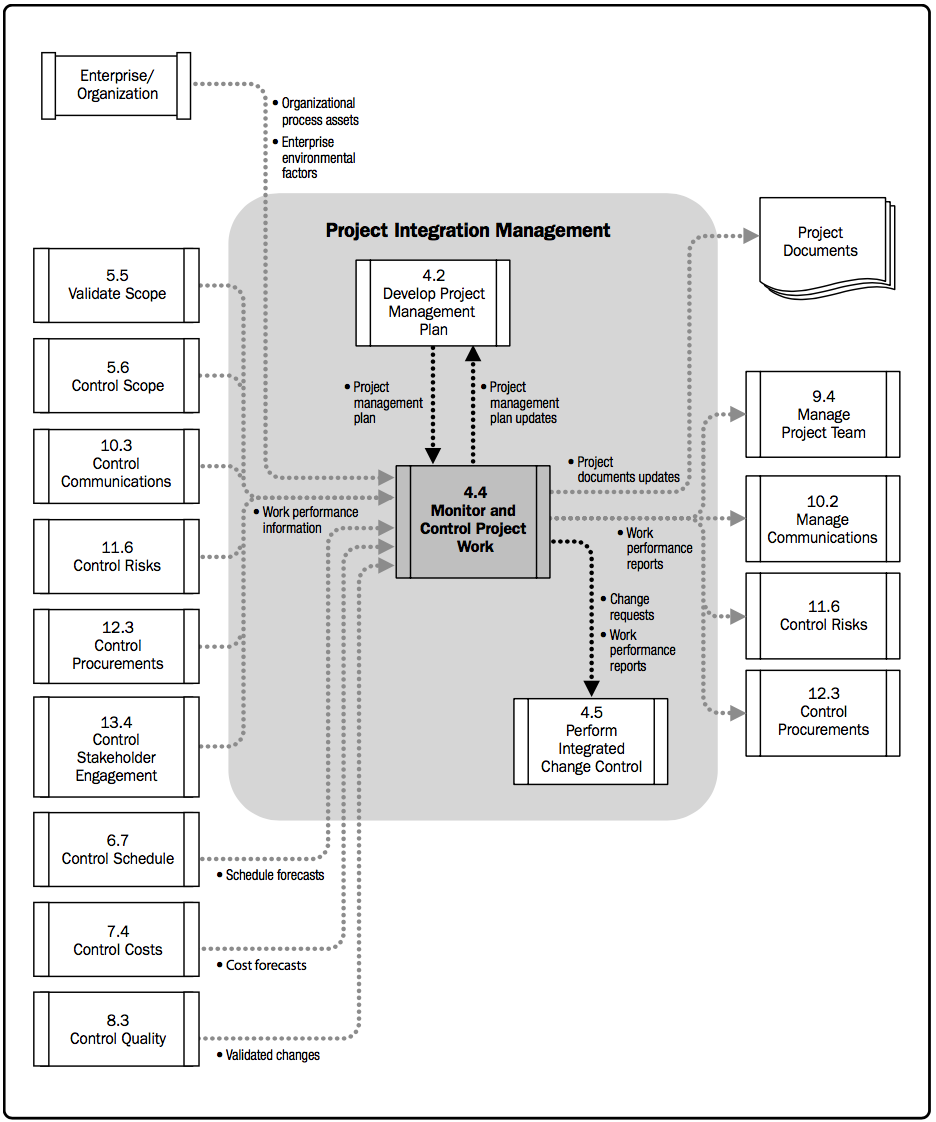 Enterprise/
Organization
• Organizational
process assets
• Enterprise
environmental
factors
Project Integration Management
Project
Documents
4.2
Develop Project
Management
Plan
5.5
Validate Scope
5.6
Control Scope
10.3
Control
Communications
11.6
Control Risks
12.3
Control
Procurements
13.4
Control
Stakeholder
Engagement
6.7
Control Schedule
7.4
Control Costs
8.3
Control Quality
• Project
management
plan
• Project
management
plan updates
• Work performance
information
4.4
Monitor and
Control Project
Work
• Project
documents updates
• Work
performance
reports
• Change
requests
• Work
performance
reports
4.5
Perform
Integrated
Change Control
9.4
Manage
Project Team
10.2
Manage
Communications
11.6
Control Risks
12.3
Control
Procurements
• Schedule forecasts
• Cost forecasts
• Validated changes